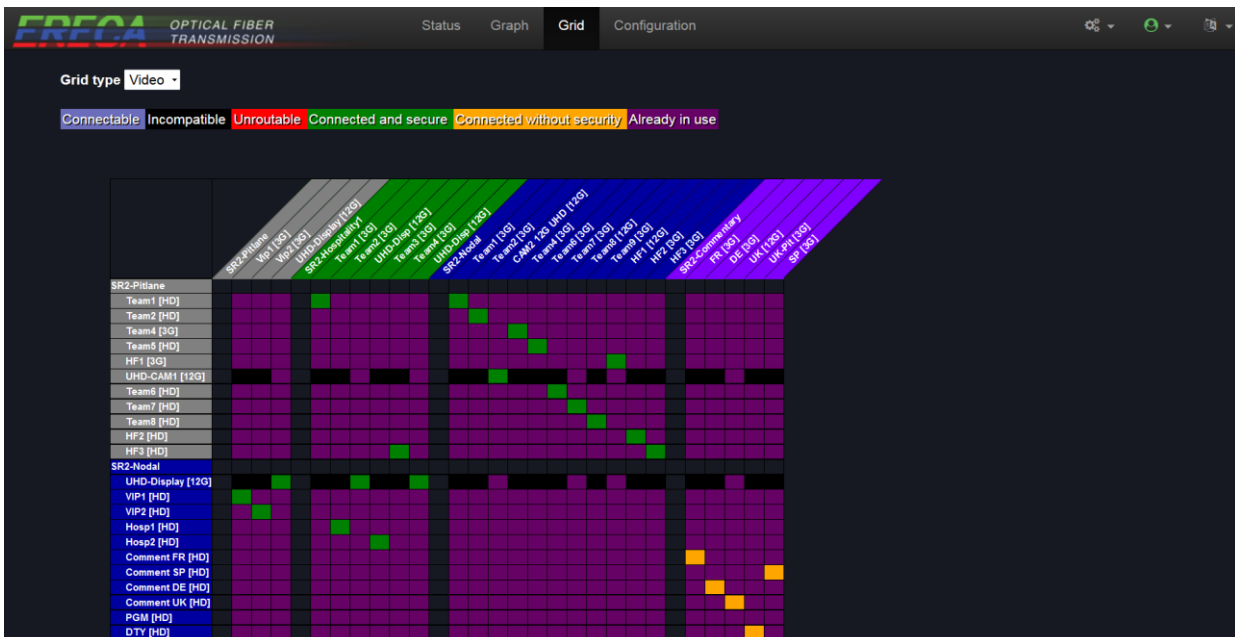 ERECA
OPTICAL FIBER
TRANSMISSION
Status Graph Grid Configuration
Grid type Video
Connectable Incompatible Unroutable Connected and secure Connected without security Already in use
SR2-Pitlane
Vip1 [3G]
Vip2 [3G]
UHD-Display [12G]
SR2-Hospitality1
Team1 [3G]
Team2 [3G]
UHD-Disp [12G]
Team3 [3G]
Team4 [3G]
UHD-Disp [12G]
SR2-Nodal
Team1 [3G]
Team2 [3G]
CAM2 12G UHD [12G]
Team4 [3G]
Team6 [3G]
Team7 [3G]
Team8 [12G]
Team9 [3G]
HF1 [12G]
HF2 [3G]
HF3 [3G]
SR2-Commentary
FR [3G]
DE [3G]
UK [12G]
UK-Pit [3G]
SP [3G]
SR2-Pitlane
Team1 [HD]
Team2 [HD]
Team4 [3G]
Team5 [HD]
HF1 [3G]
UHD-CAM1 [12G]
Team6 [HD]
Team7 [HD]
Team8 [HD]
HF2 [HD]
HF3 [HD]
SR2-Nodal
UHD-Display [12G]
VIP1 [HD]
VIP2 [HD]
Hosp1 [HD]
Hosp2 [HD]
Comment FR [HD]
Comment SP [HD]
Comment DE [HD]
Comment UK [HD]
PGM [HD]
DTY [HD]